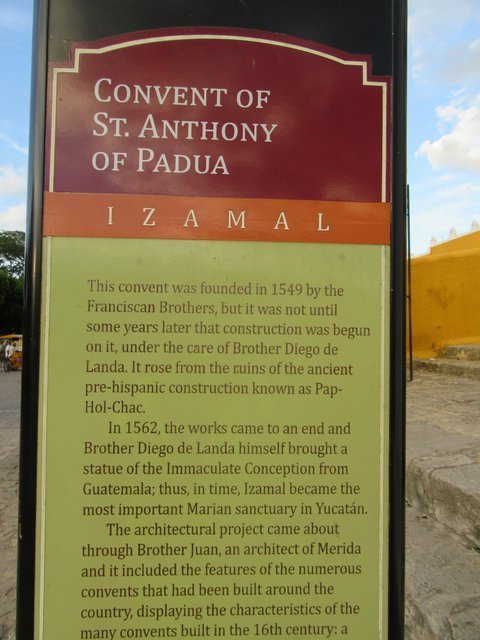 Convent of
St. Anthony
of Padua
IZAMAL
This convent was founded in 1549 by the
Franciscan Brothers, but it was not until
some years later that construction was begun
on it, under the care of Brother Diego de
Landa. It rose from the ruins of the ancient
pre-hispanic construction known as Pap-
Hol-Chac.
In 1562, the works came to an end and
Brother Diego de Landa himself brought a
statue of the Immaculate Conception from
Guatemala; thus, in time, Izamal became the
most important Marian sanctuary in Yucatán.
The architectural project came about
through Brother Juan, an architect of Merida
and it included the features of the numerous
convents that had been built around the
country, displaying the characteristics of the
many convents built in the 16th century: a